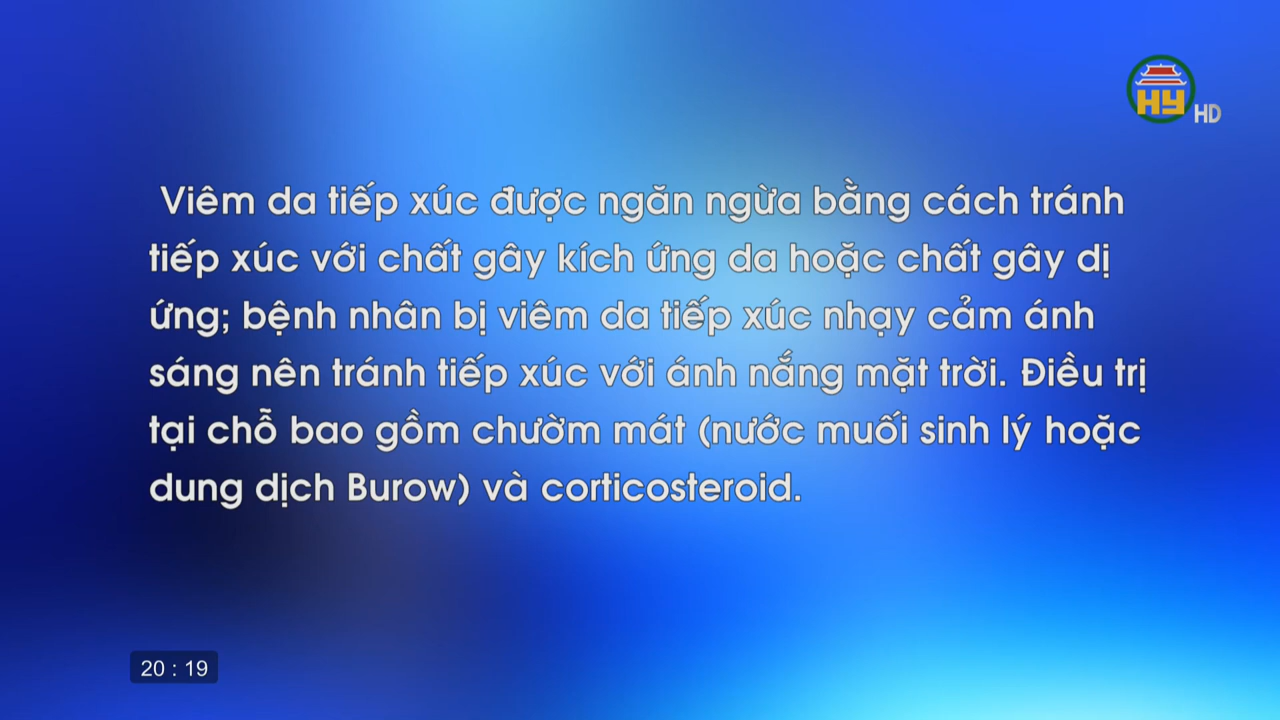 HY HD
Viêm da tiếp xúc được ngăn ngừa bằng cách tránh
tiếp xúc với chất gây kích ứng da hoặc chất gây dị
ứng; bệnh nhân bị viêm da tiếp xúc nhạy cảm ánh
sáng nên tránh tiếp xúc với ánh nắng mặt trời. Điều trị
tại chỗ bao gồm chườm mát (nước muối sinh lý hoặc
dung dịch Burow) và corticosteroid.
20 : 19